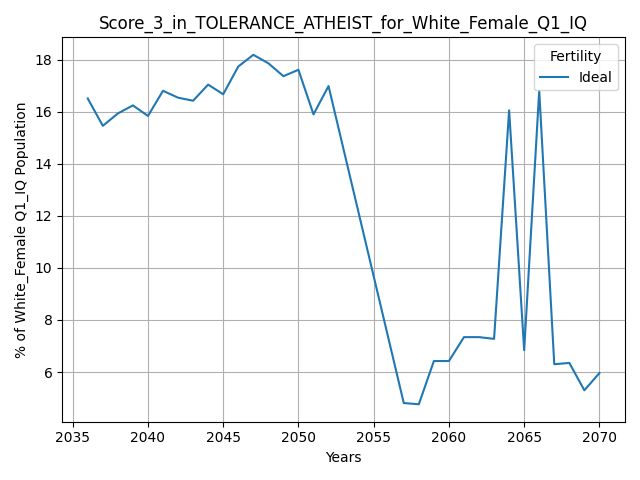 Score_3_in_TOLERANCE_ATHEIST_for_White_Female_Q1_IQ
Fertility
Ideal
% of White_Female Q1_IQ Population
18
16
14
12
10
8
6
2035 2040 2045 2050 2055 2060 2065 2070
Years